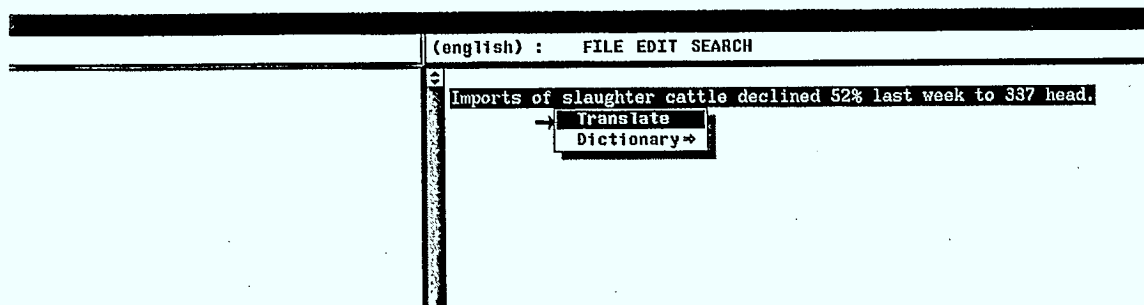 (english) : FILE EDIT SEARCH
Imports of slaughter cattle declined 52% last week to 337 head.
Translate
Dictionary⇒